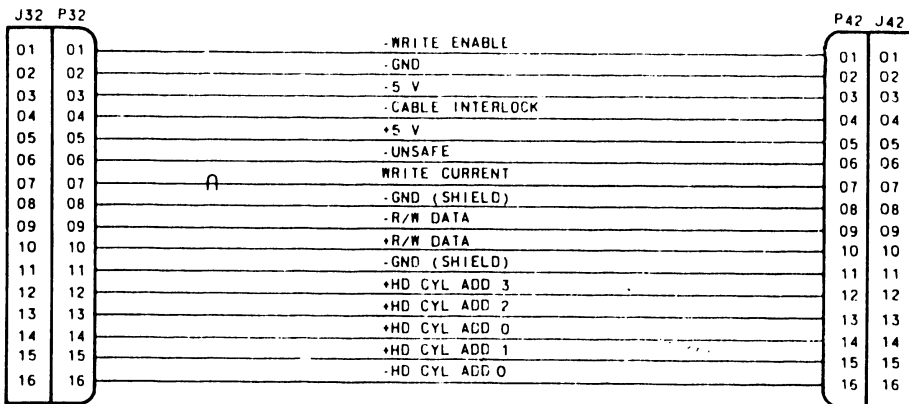 J32 P32 P42 J42
01 01 -WRITE ENABLE 01 01
02 02 -GND 02 02
03 03 -5 V 03 03
04 04 -CABLE INTERLOCK 04 04
05 05 +5 V 05 05
06 06 -UNSAFE 06 06
07 07 WRITE CURRENT 07 07
08 08 -GND (SHIELD) 08 08
09 09 -R/W DATA 09 09
10 10 +R/W DATA 10 10
11 11 -GND (SHIELD) 11 11
12 12 +HD CYL ADD 3 12 12
13 13 +HD CYL ADD 2 13 13
14 14 +HD CYL ADD 0 14 14
15 15 +HD CYL ADD 1 15 15
16 16 -HD CYL ADD 0 16 16